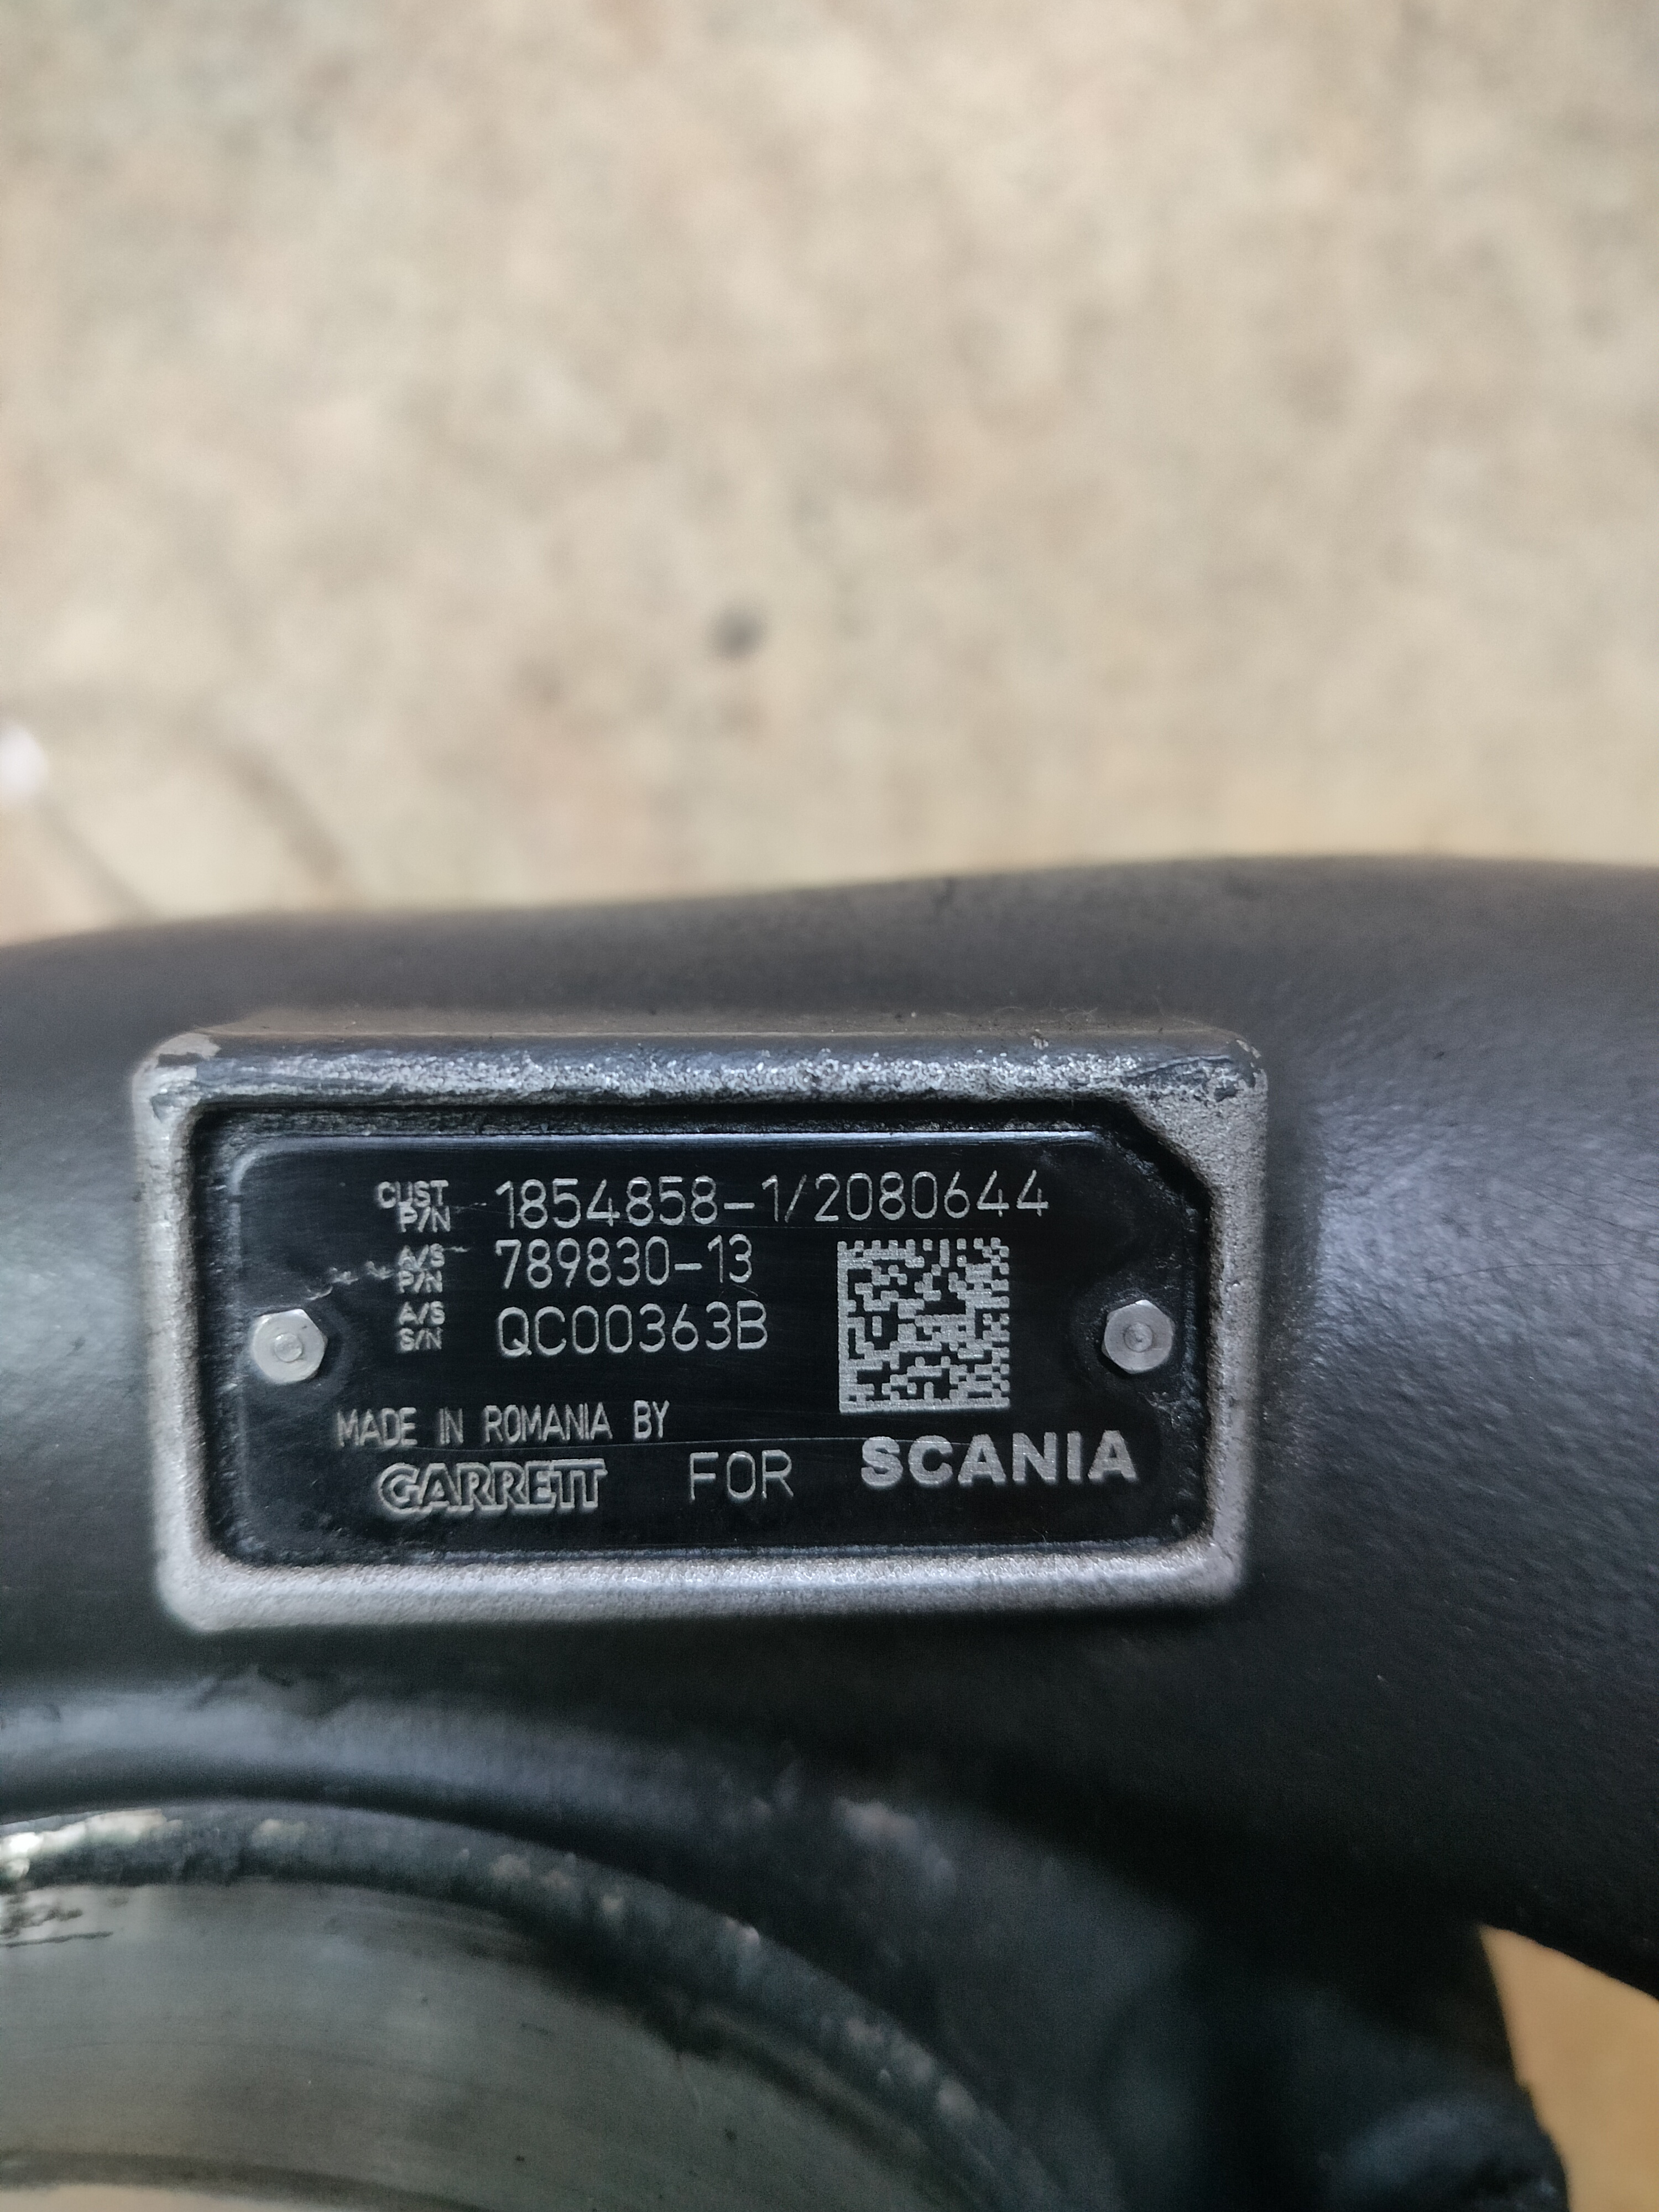 CUST P/N 1854858-1/2080644
A/S P/N 789830-13
A/S S/N QC00363B
MADE IN ROMANIA BY
GARRETT FOR SCANIA